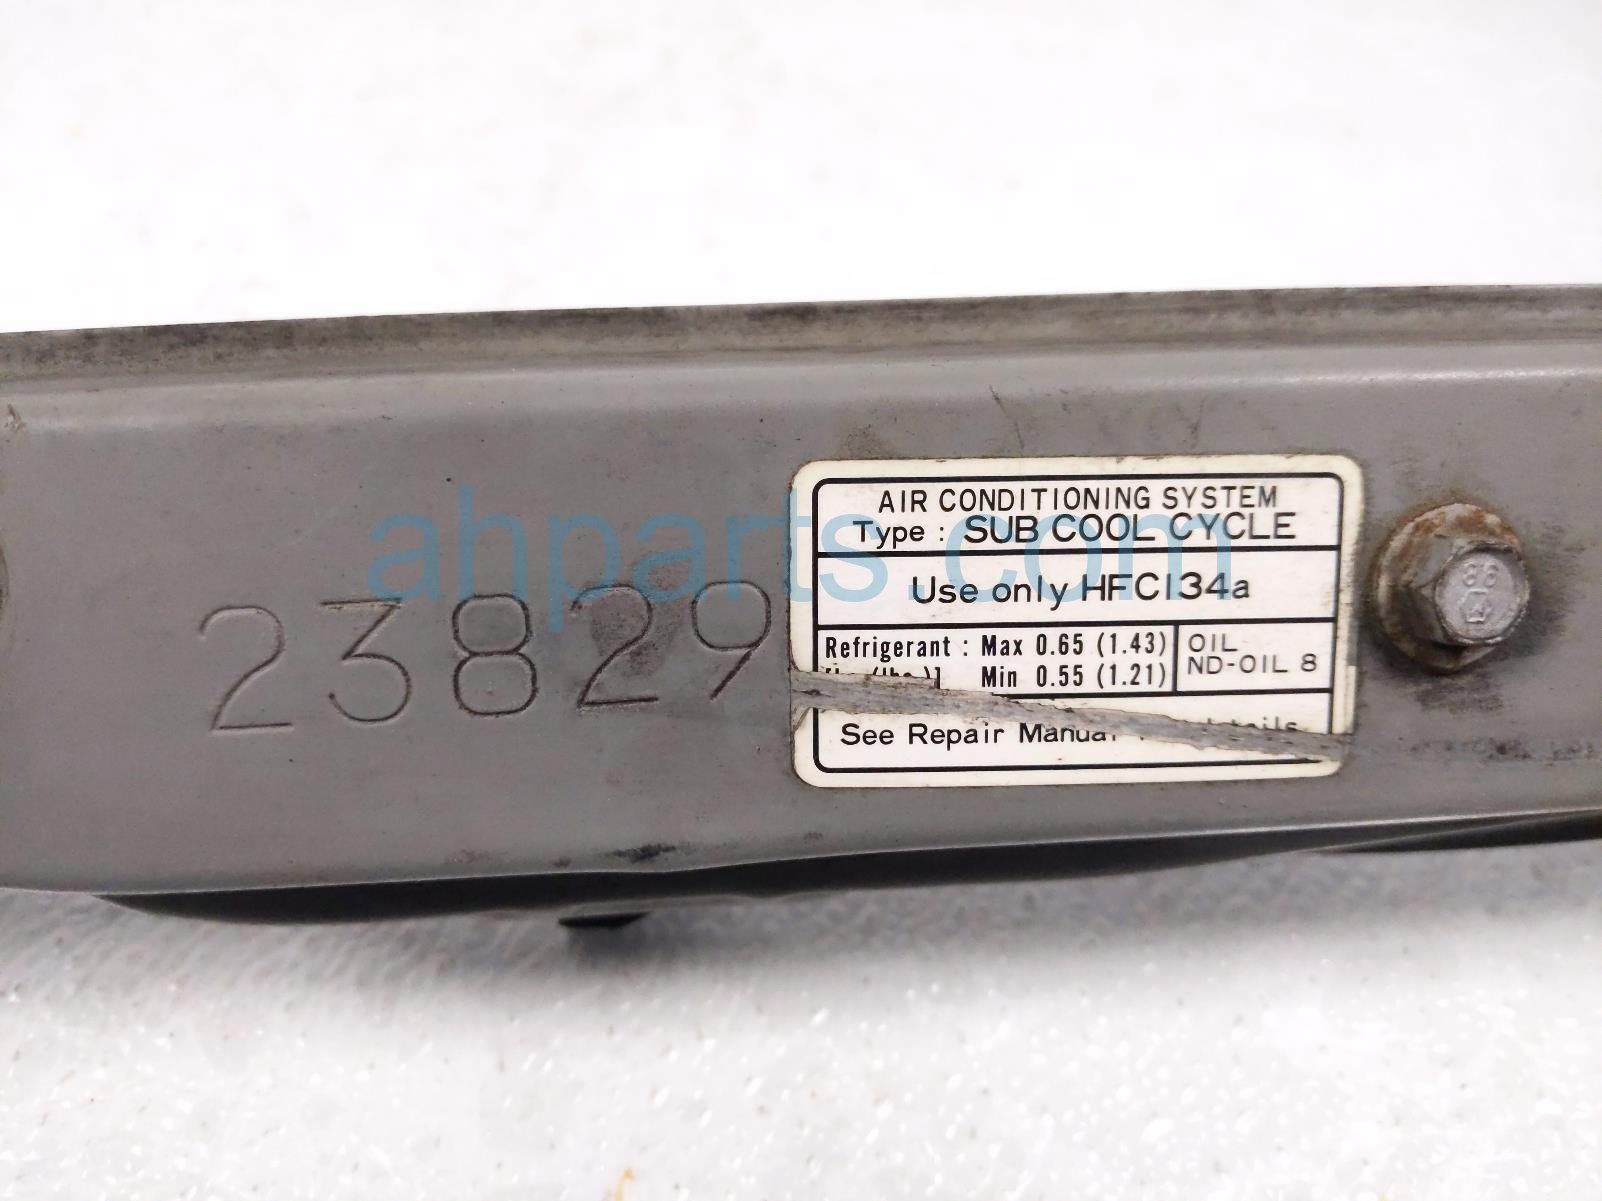 23829
AIR CONDITIONING SYSTEM
Type : SUB COOL CYCLE
Use only HFC134a
Refrigerant : Max 0.65 (1.43)
Min 0.55 (1.21)
OIL
ND-OIL 8
See Repair Manual
ahparts.com